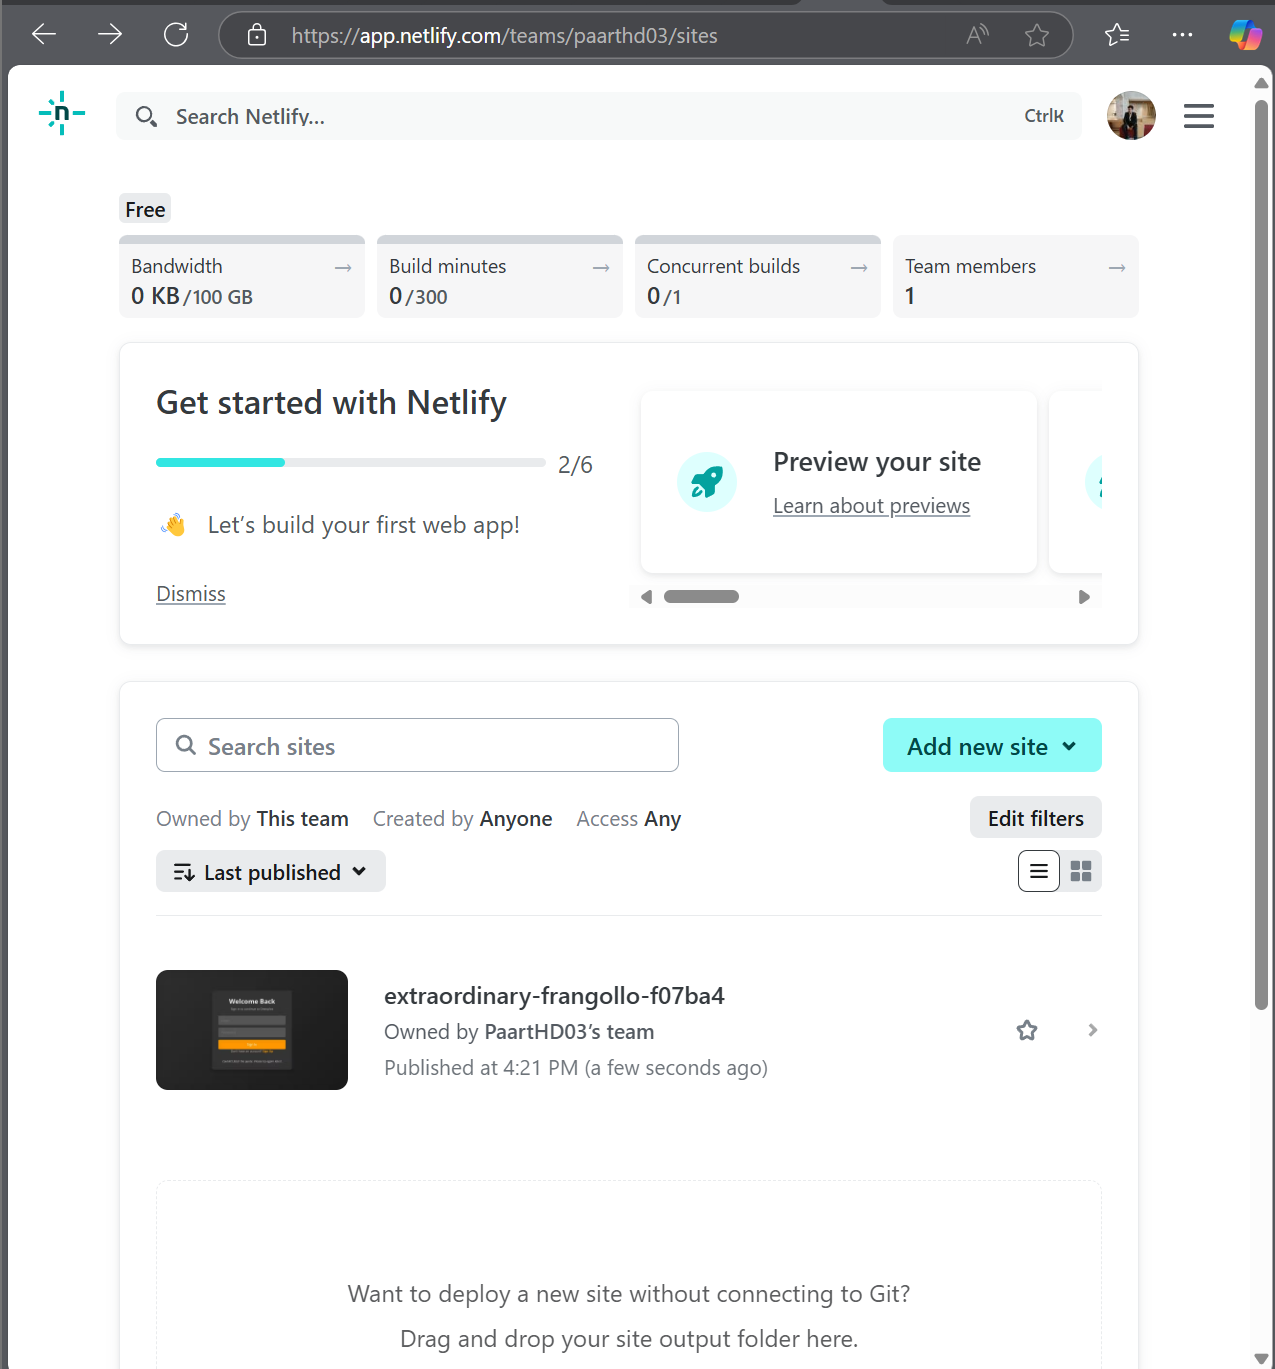 https://app.netlify.com/teams/paarthd03/sites
n
Search Netlify...
CtrlK
Free
Bandwidth →
0 KB/100 GB
Build minutes →
0/300
Concurrent builds →
0/1
Team members →
1
Get started with Netlify
2/6
👋 Let’s build your first web app!
Dismiss
Preview your site
Learn about previews
Search sites
Add new site
Owned by This team Created by Anyone Access Any
Edit filters
Last published
Welcome Back
extraordinary-frangollo-f07ba4
Owned by PaartHD03’s team
Published at 4:21 PM (a few seconds ago)
Want to deploy a new site without connecting to Git?
Drag and drop your site output folder here.